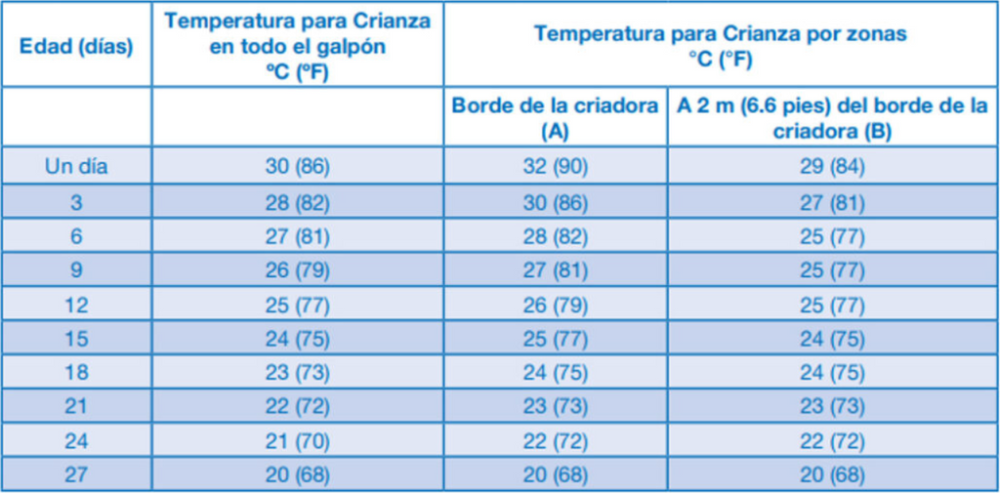 Edad (días)
Temperatura para Crianza
en todo el galpón
ºC (ºF)
Temperatura para Crianza por zonas
°C (°F)
Borde de la criadora
(A)
A 2 m (6.6 pies) del borde de la
criadora (B)
Un día 30 (86) 32 (90) 29 (84)
3 28 (82) 30 (86) 27 (81)
6 27 (81) 28 (82) 25 (77)
9 26 (79) 27 (81) 25 (77)
12 25 (77) 26 (79) 25 (77)
15 24 (75) 25 (77) 24 (75)
18 23 (73) 24 (75) 24 (75)
21 22 (72) 23 (73) 23 (73)
24 21 (70) 22 (72) 22 (72)
27 20 (68) 20 (68) 20 (68)